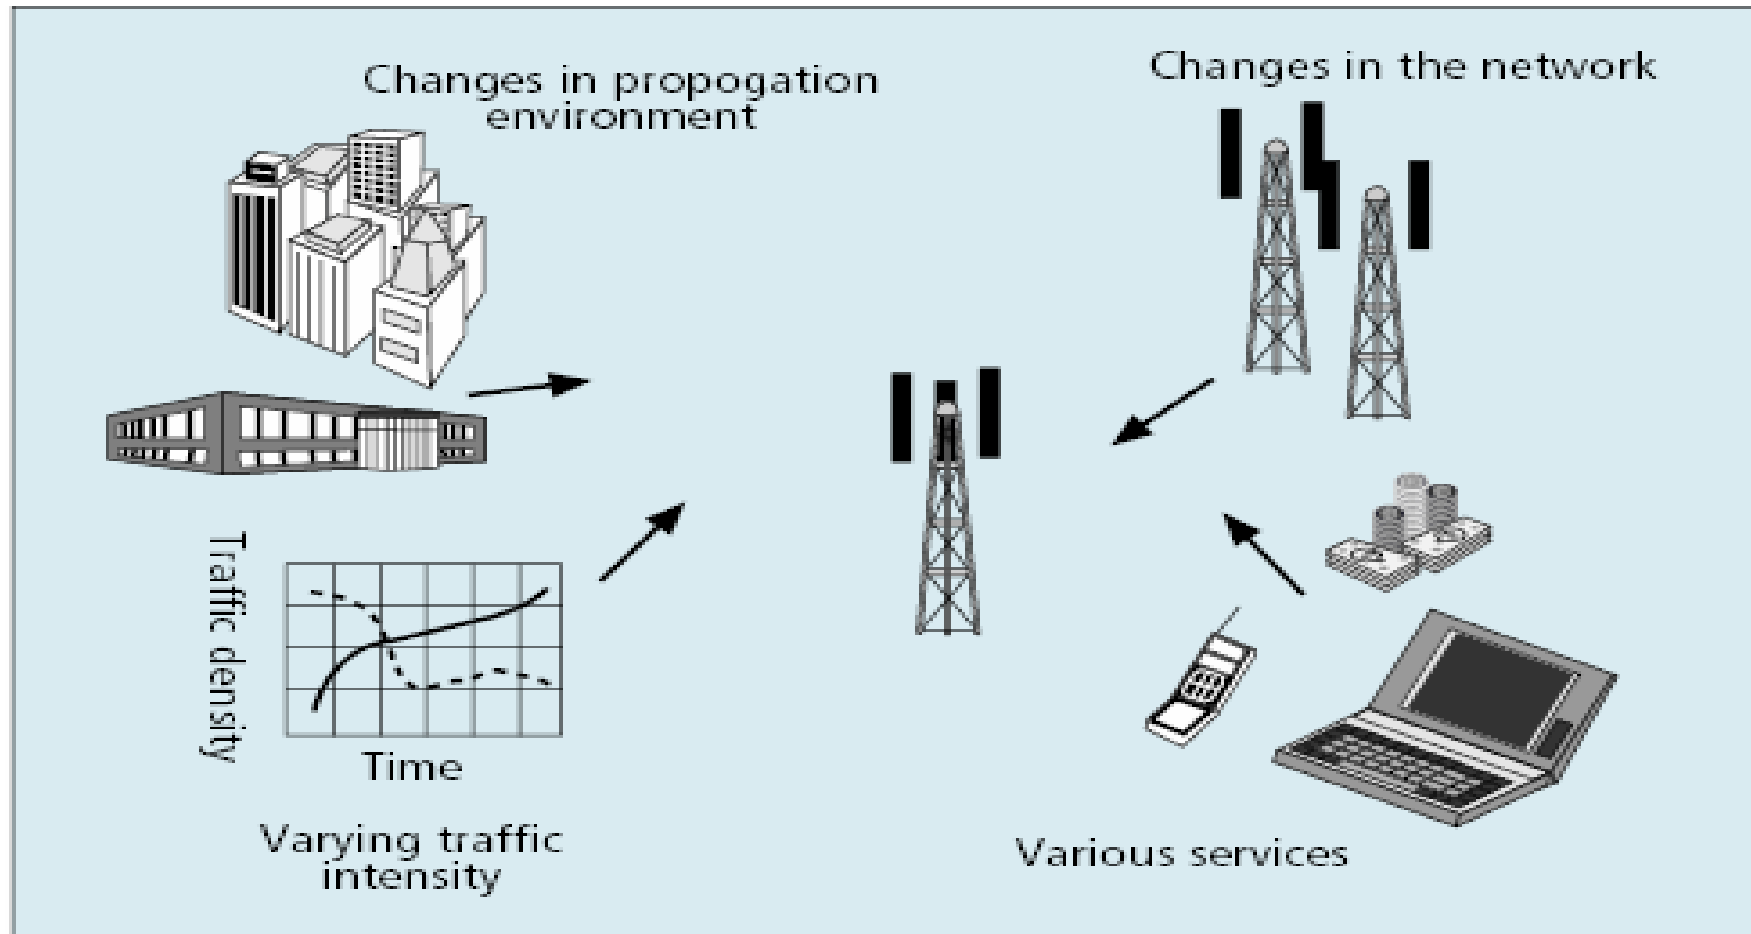 Changes in propogation
environment
Changes in the network
Traffic density
Time
Varying traffic
intensity
Various services